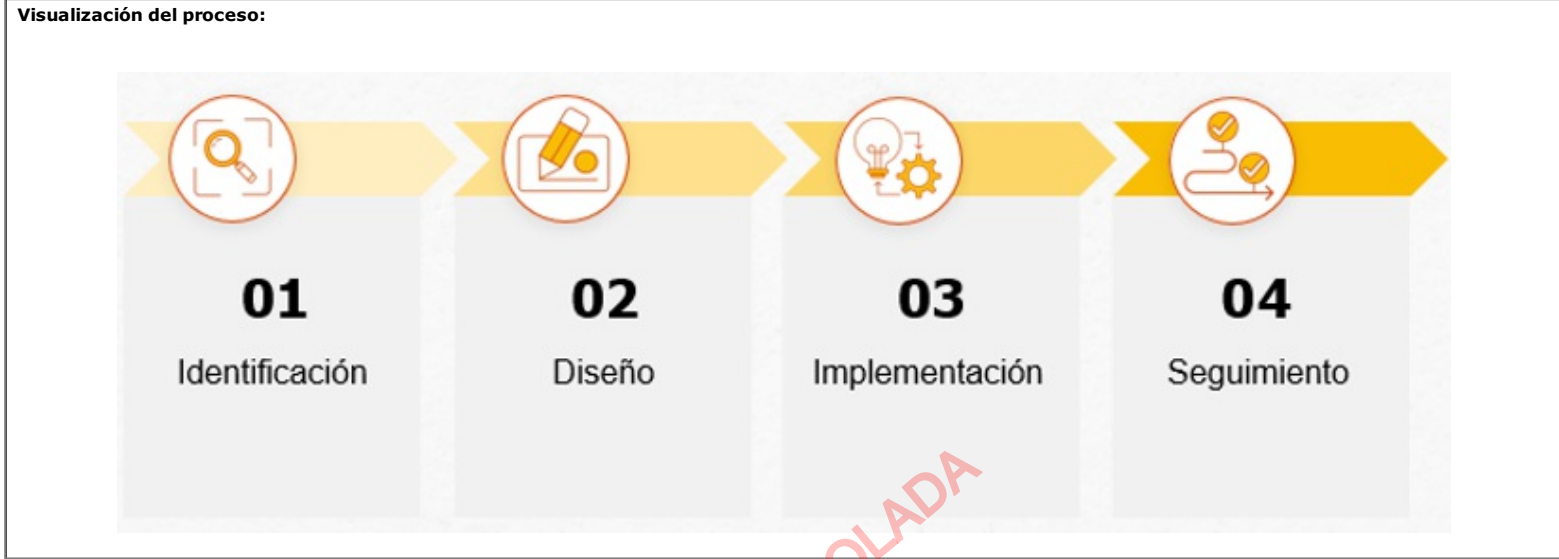 Visualización del proceso:
01
02
03
04
Identificación
Diseño
Implementación
Seguimiento